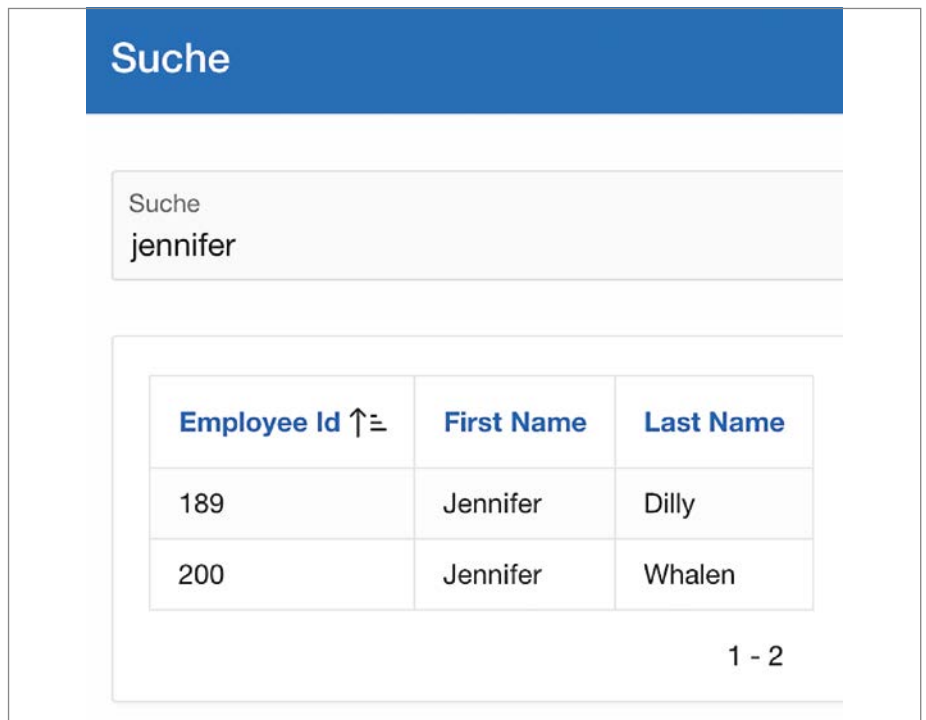 Suche
Suche
jennifer
Employee Id First Name Last Name
189 Jennifer Dilly
200 Jennifer Whalen
1 - 2